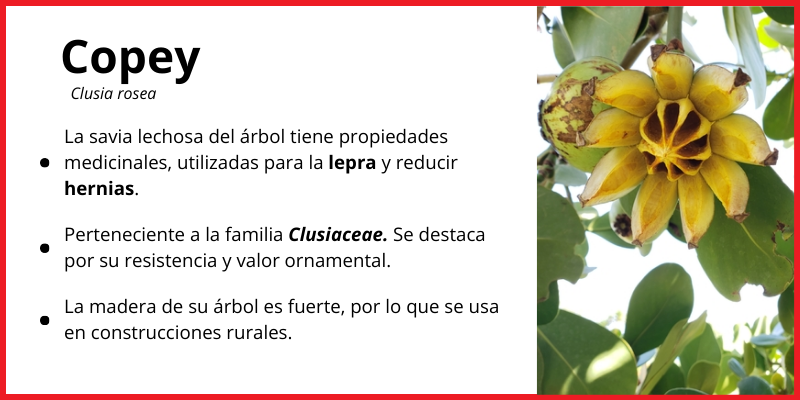 Copey
Clusia rosea
La savia lechosa del árbol tiene propiedades
medicinales, utilizadas para la lepra y reducir
hernias.
Perteneciente a la familia Clusiaceae. Se destaca
por su resistencia y valor ornamental.
La madera de su árbol es fuerte, por lo que se usa
en construcciones rurales.